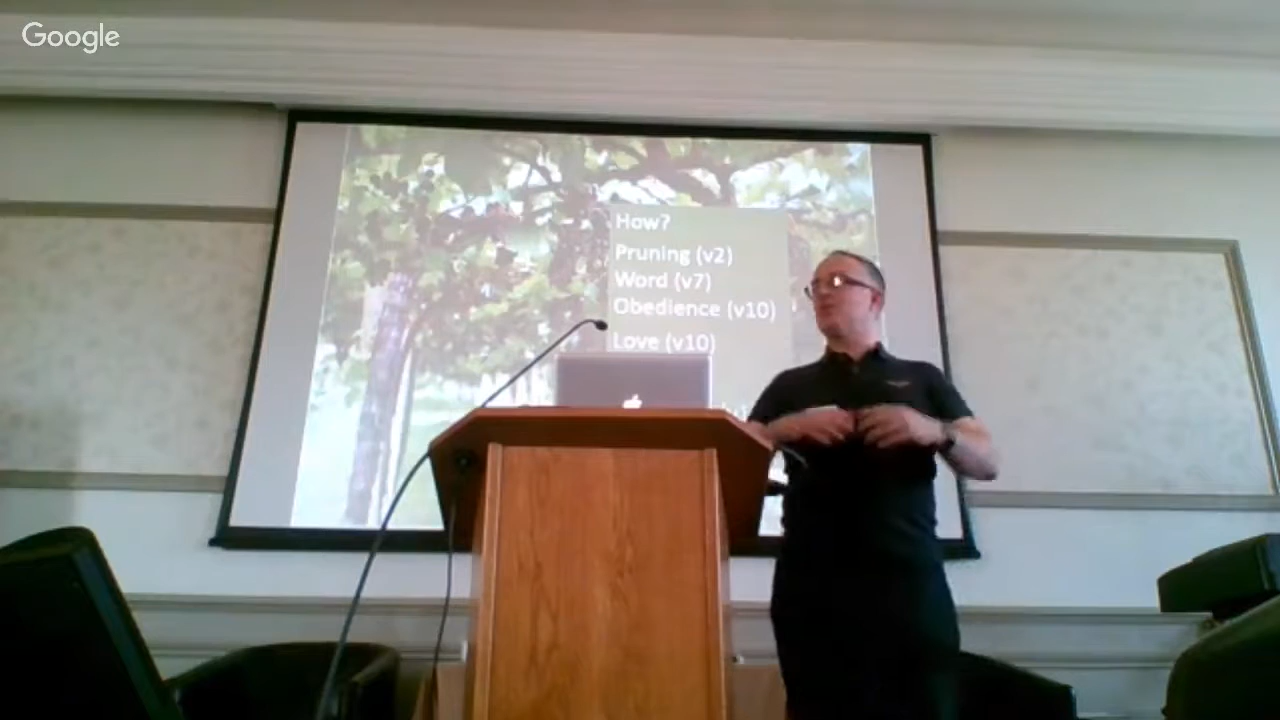 Google
How?
Pruning (v2)
Word (v7)
Obedience (v10)
Love (v10)